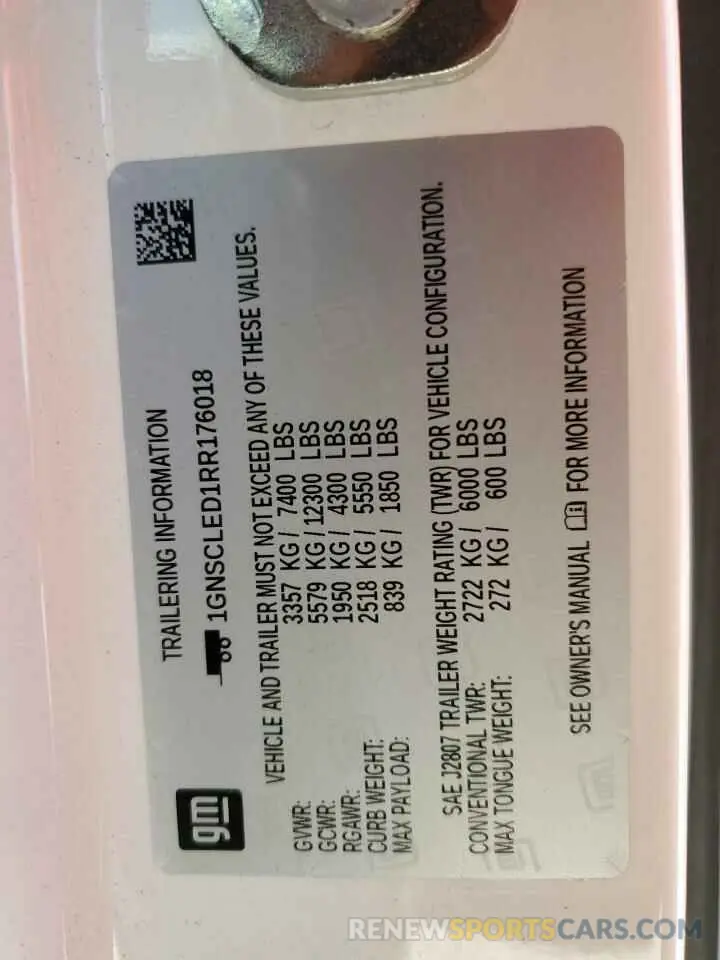 gm
TRAILERING INFORMATION
1GNSCLED1RR176018
VEHICLE AND TRAILER MUST NOT EXCEED ANY OF THESE VALUES.
GVWR: 3357 KG / 7400 LBS
GCWR: 5579 KG / 12300 LBS
RGAWR: 1950 KG / 4300 LBS
CURB WEIGHT: 2518 KG / 5550 LBS
MAX PAYLOAD: 839 KG / 1850 LBS
SAE J2807 TRAILER WEIGHT RATING (TWR) FOR VEHICLE CONFIGURATION.
CONVENTIONAL TWR: 2722 KG / 6000 LBS
MAX TONGUE WEIGHT: 272 KG / 600 LBS
SEE OWNER'S MANUAL FOR MORE INFORMATION
RENEWSPORTSCARS.COM